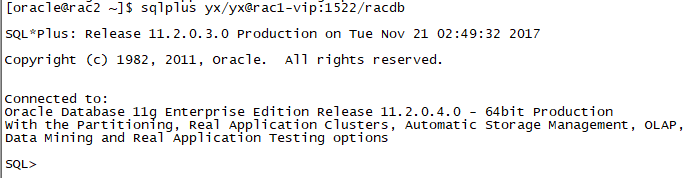 [oracle@rac2 ~]$ sqlplus yx/yx@rac1-vip:1522/racdb
SQL*Plus: Release 11.2.0.3.0 Production on Tue Nov 21 02:49:32 2017
Copyright (c) 1982, 2011, Oracle.  All rights reserved.
Connected to:
Oracle Database 11g Enterprise Edition Release 11.2.0.4.0 - 64bit Production
With the Partitioning, Real Application Clusters, Automatic Storage Management, OLAP,
Data Mining and Real Application Testing options
SQL>